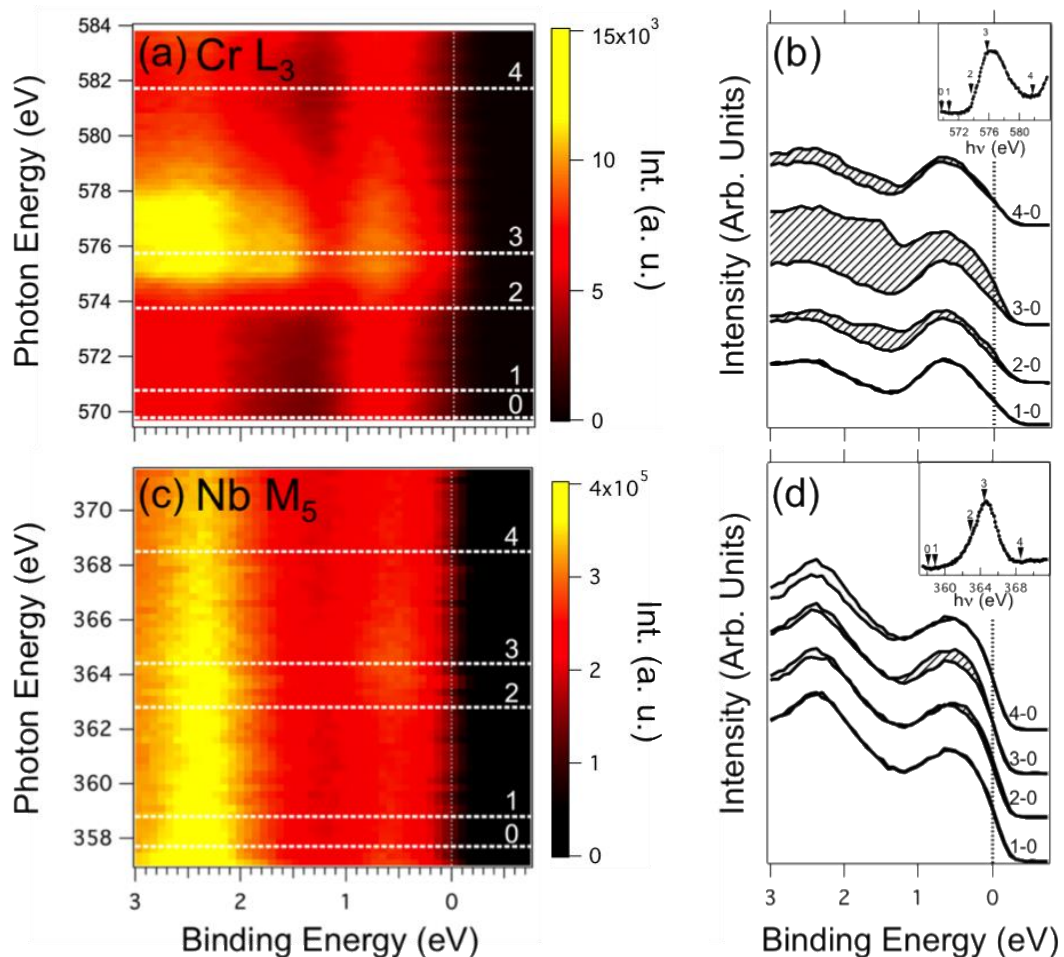 (a) Cr L3
Photon Energy (eV)
584
582
580
578
576
574
572
570
4
3
2
1
0
15x10³
10
5
0
Int. (a. u.)
(b)
Intensity (Arb. Units)
0 1 2 3 4
572 576 580
hν (eV)
4-0
3-0
2-0
1-0
(c) Nb M5
Photon Energy (eV)
370
368
366
364
362
360
358
4
3
2
1
0
3 2 1 0
Binding Energy (eV)
4x10⁵
3
2
1
0
Int. (a. u.)
(d)
Intensity (Arb. Units)
0 1 2 3 4
360 364 368
hν (eV)
4-0
3-0
2-0
1-0
3 2 1 0
Binding Energy (eV)